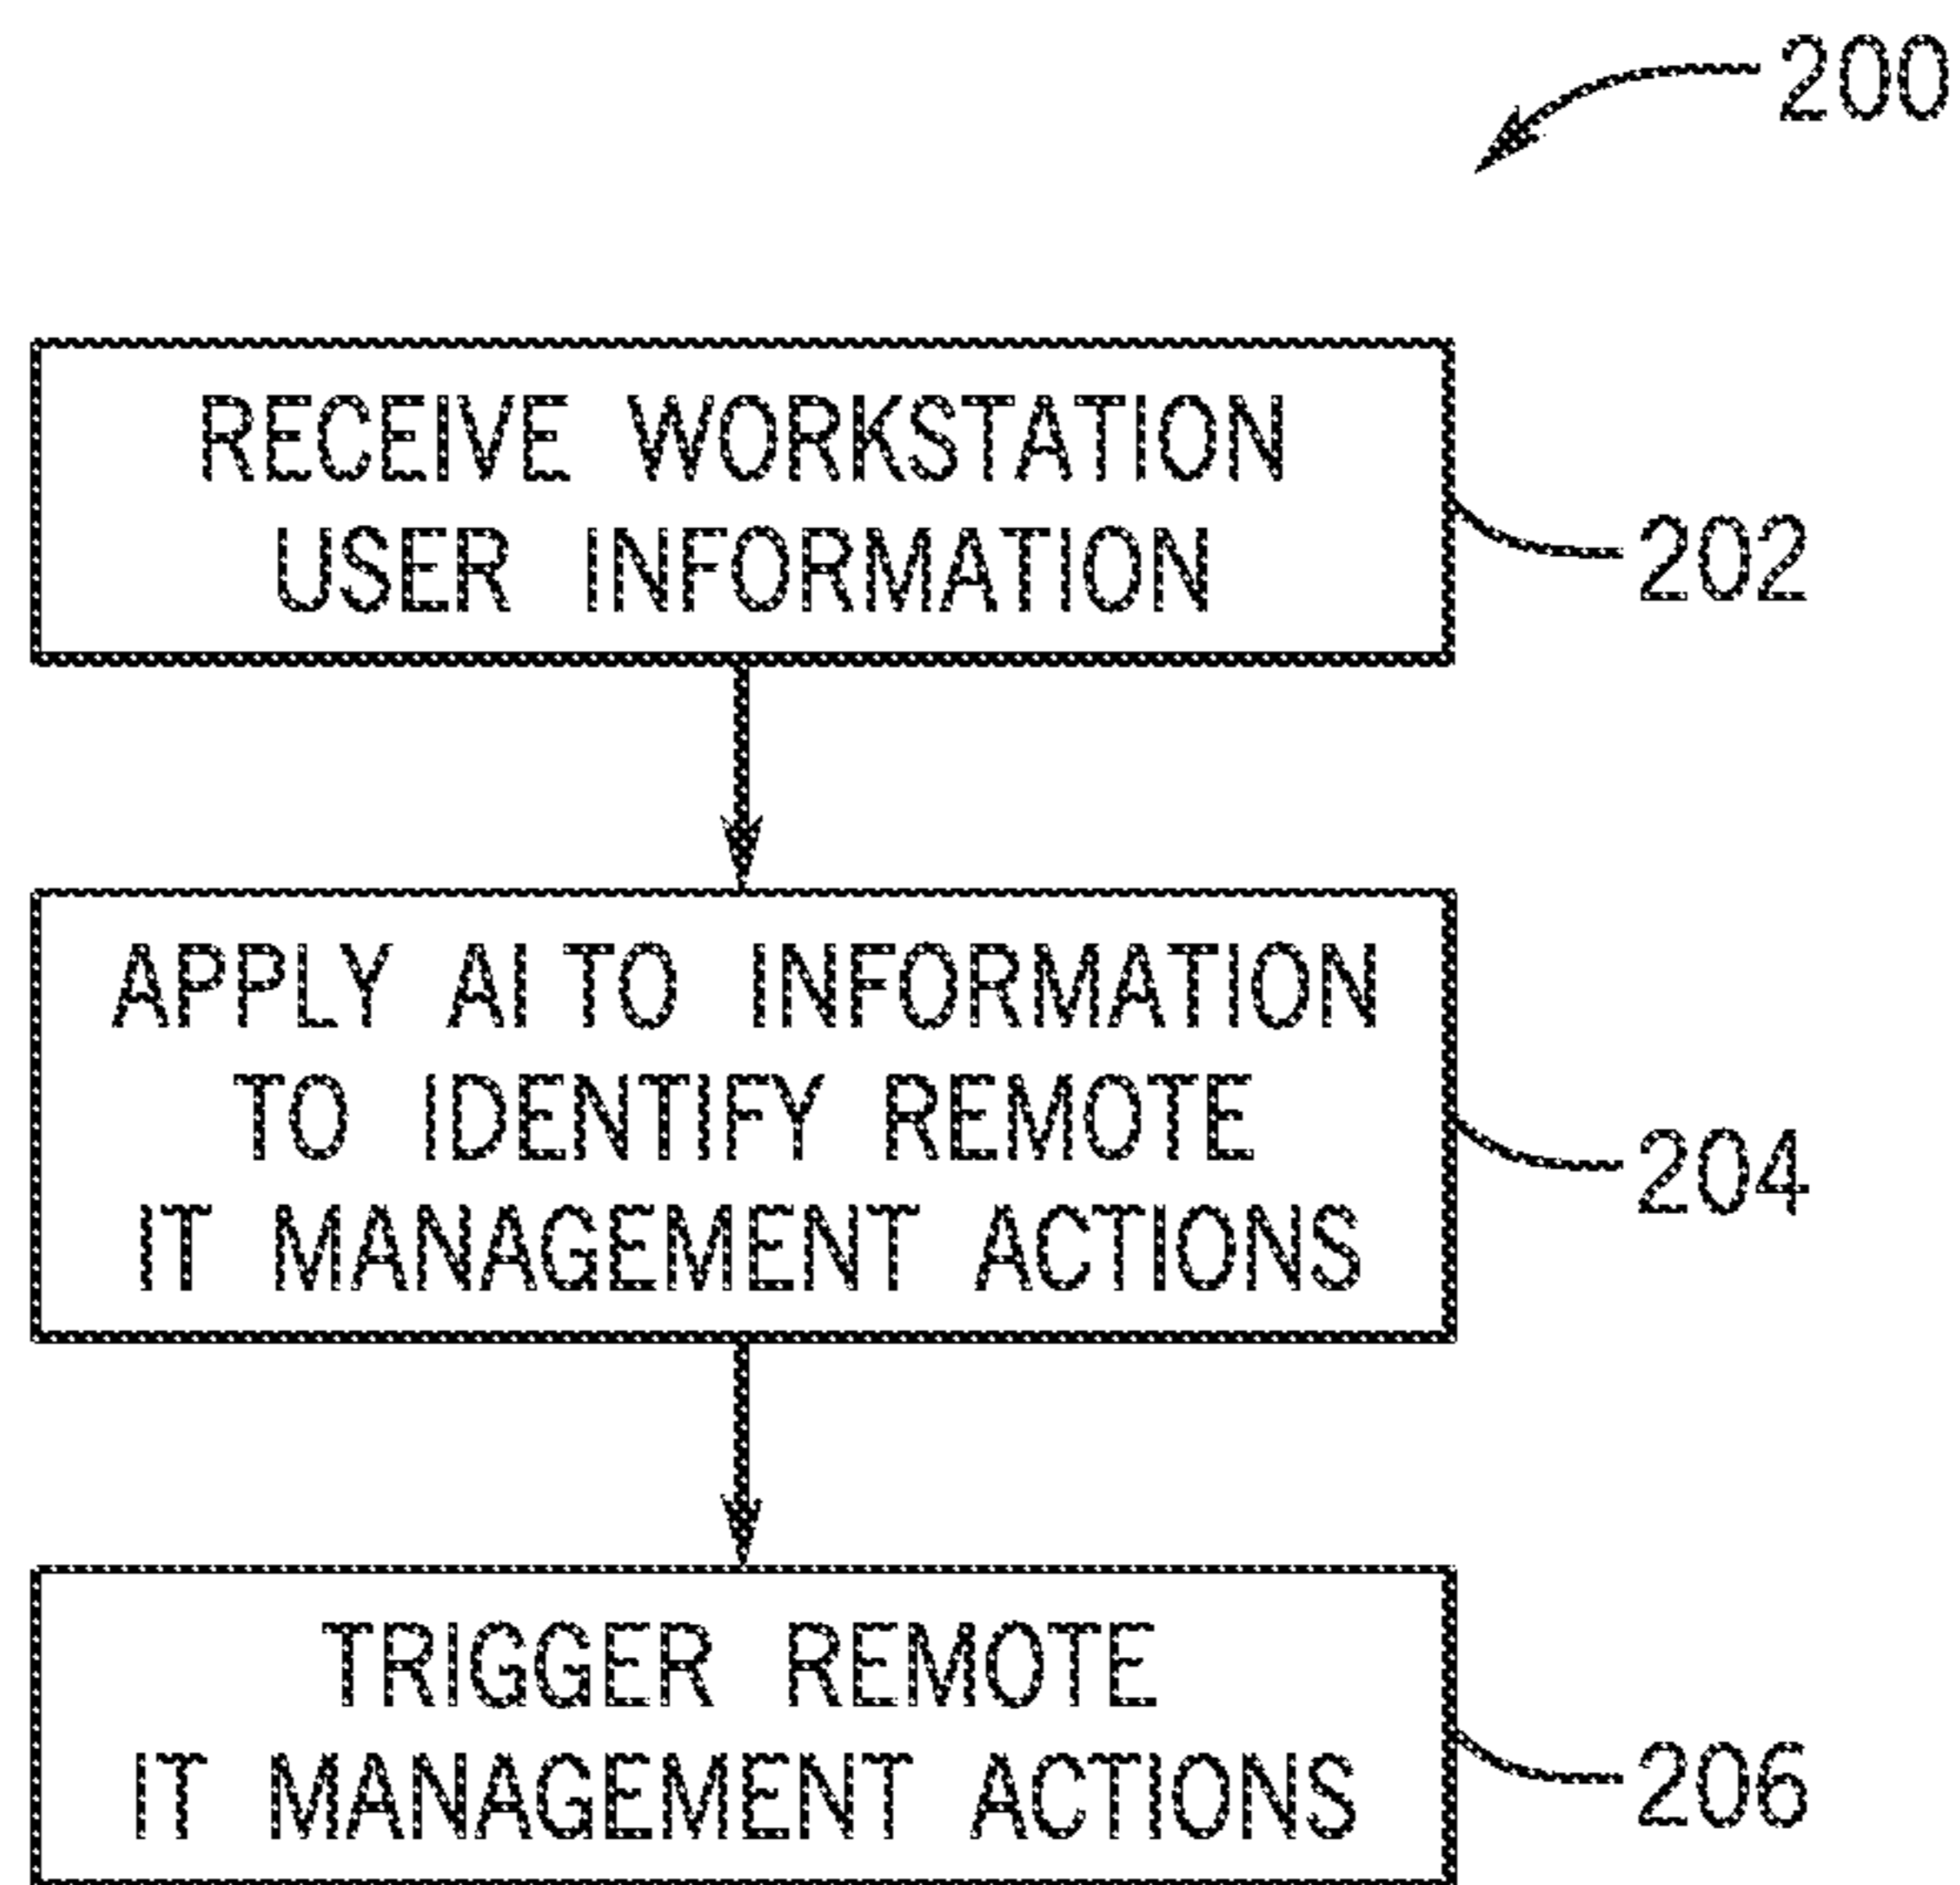 200
RECEIVE WORKSTATION
USER INFORMATION
202
APPLY AI TO INFORMATION
TO IDENTIFY REMOTE
IT MANAGEMENT ACTIONS
204
TRIGGER REMOTE
IT MANAGEMENT ACTIONS
206